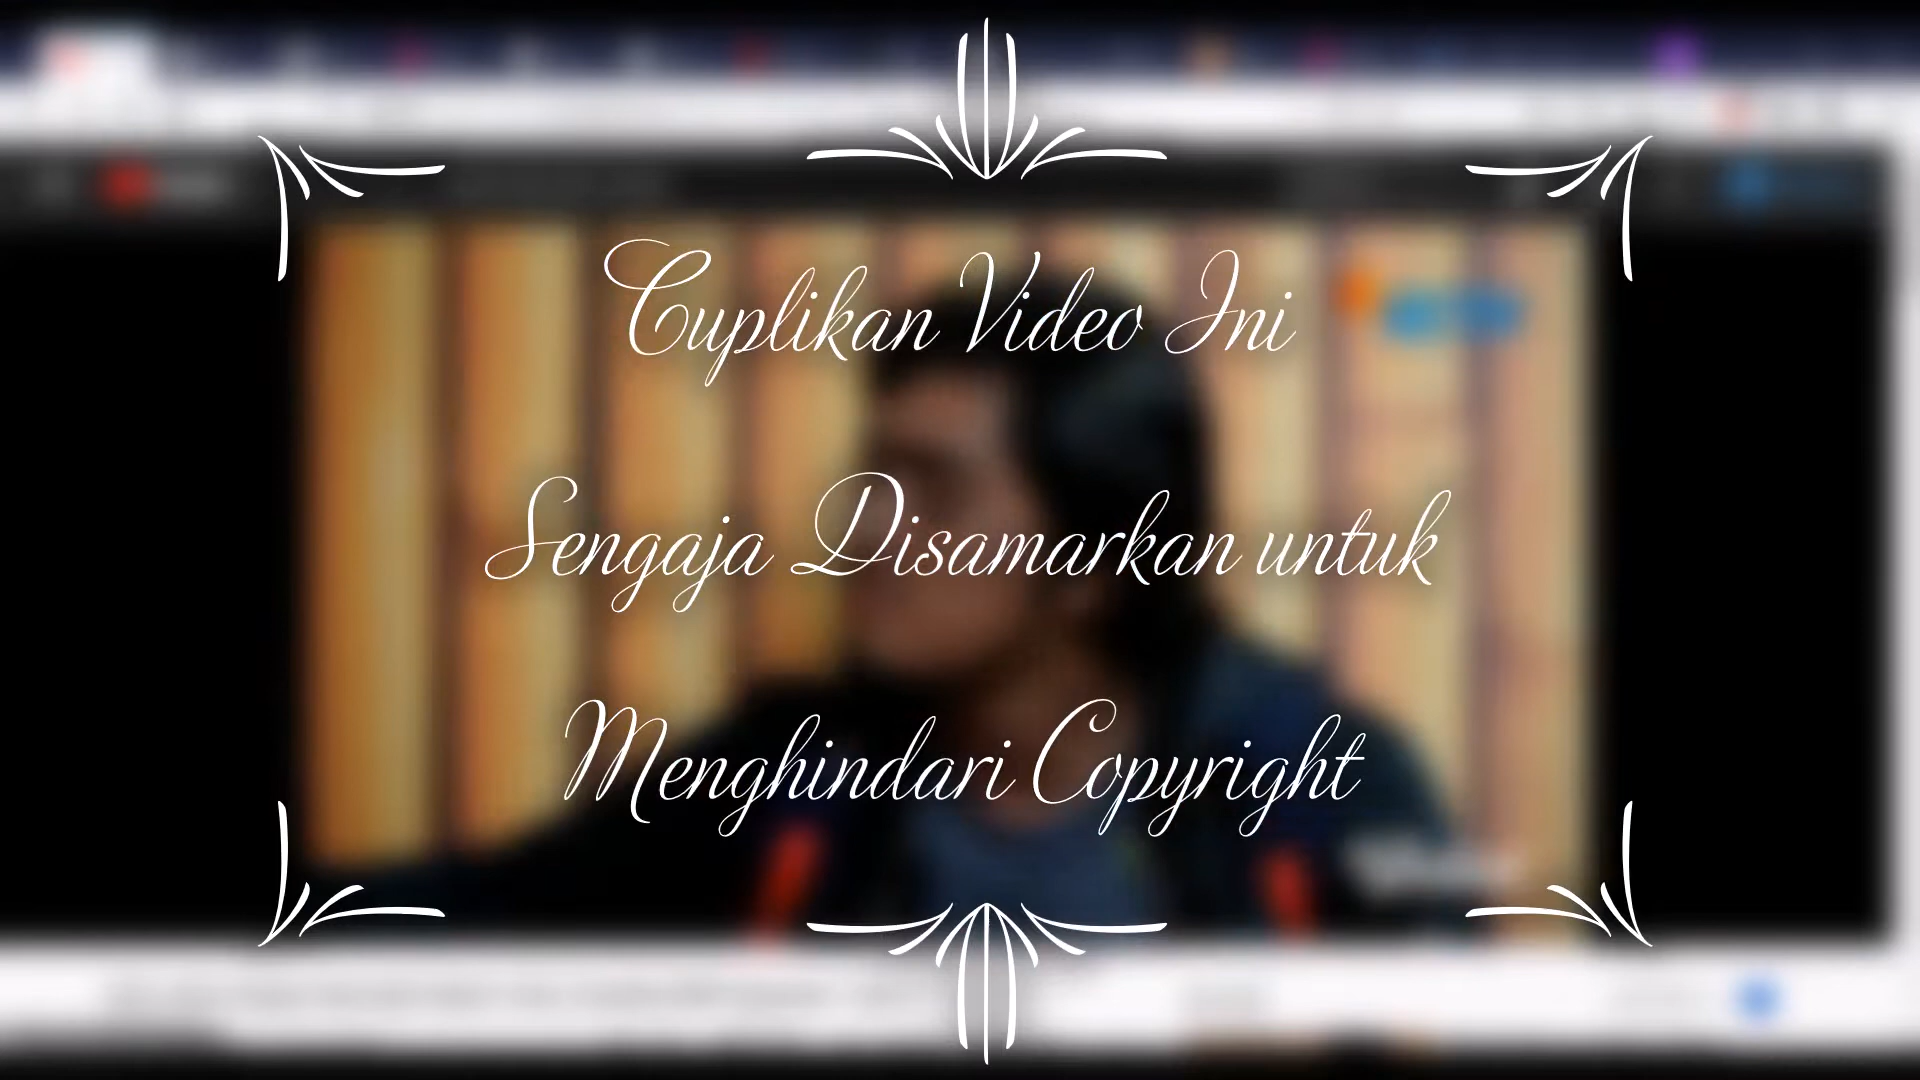 Cuplikan Video Ini
Sengaja Disamarkan untuk
Menghindari Copyright